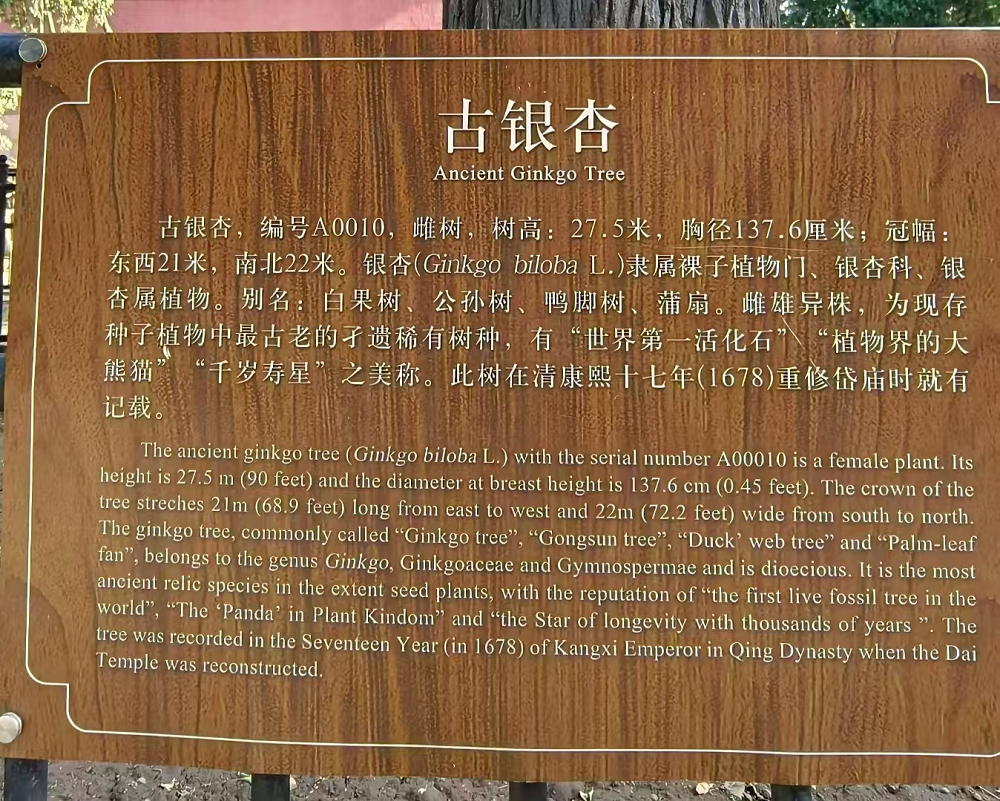 古银杏
Ancient Ginkgo Tree
古银杏，编号A0010，雌树，树高：27.5米，胸径137.6厘米；冠幅：
东西21米，南北22米。银杏(Ginkgo biloba L.)隶属裸子植物门、银杏科、银
杏属植物。别名：白果树、公孙树、鸭脚树、蒲扇。雌雄异株，为现存
种子植物中最古老的孑遗稀有树种，有“世界第一活化石”、“植物界的大
熊猫”“千岁寿星”之美称。此树在清康熙十七年(1678)重修岱庙时就有
记载。
The ancient ginkgo tree (Ginkgo biloba L.) with the serial number A00010 is a female plant. Its
height is 27.5 m (90 feet) and the diameter at breast height is 137.6 cm (0.45 feet). The crown of the
tree streches 21m (68.9 feet) long from east to west and 22m (72.2 feet) wide from south to north.
The ginkgo tree, commonly called “Ginkgo tree”, “Gongsun tree”, “Duck’ web tree” and “Palm-leaf
fan”, belongs to the genus Ginkgo, Ginkgoaceae and Gymnospermae and is dioecious. It is the most
ancient relic species in the extent seed plants, with the reputation of “the first live fossil tree in the
world”, “The ‘Panda’ in Plant Kindom” and “the Star of longevity with thousands of years ”. The
tree was recorded in the Seventeen Year (in 1678) of Kangxi Emperor in Qing Dynasty when the Dai
Temple was reconstructed.